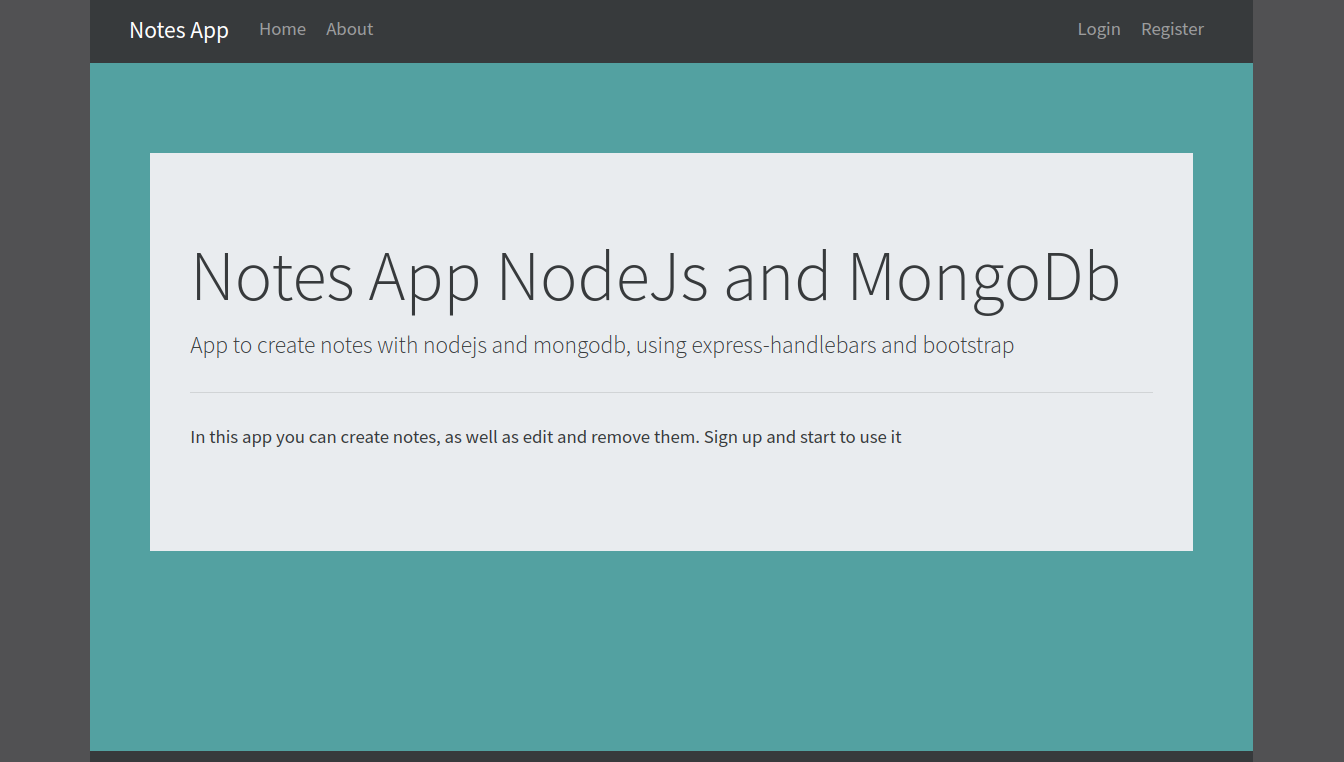 Notes App Home About Login Register
Notes App NodeJs and MongoDb
App to create notes with nodejs and mongodb, using express-handlebars and bootstrap
In this app you can create notes, as well as edit and remove them. Sign up and start to use it